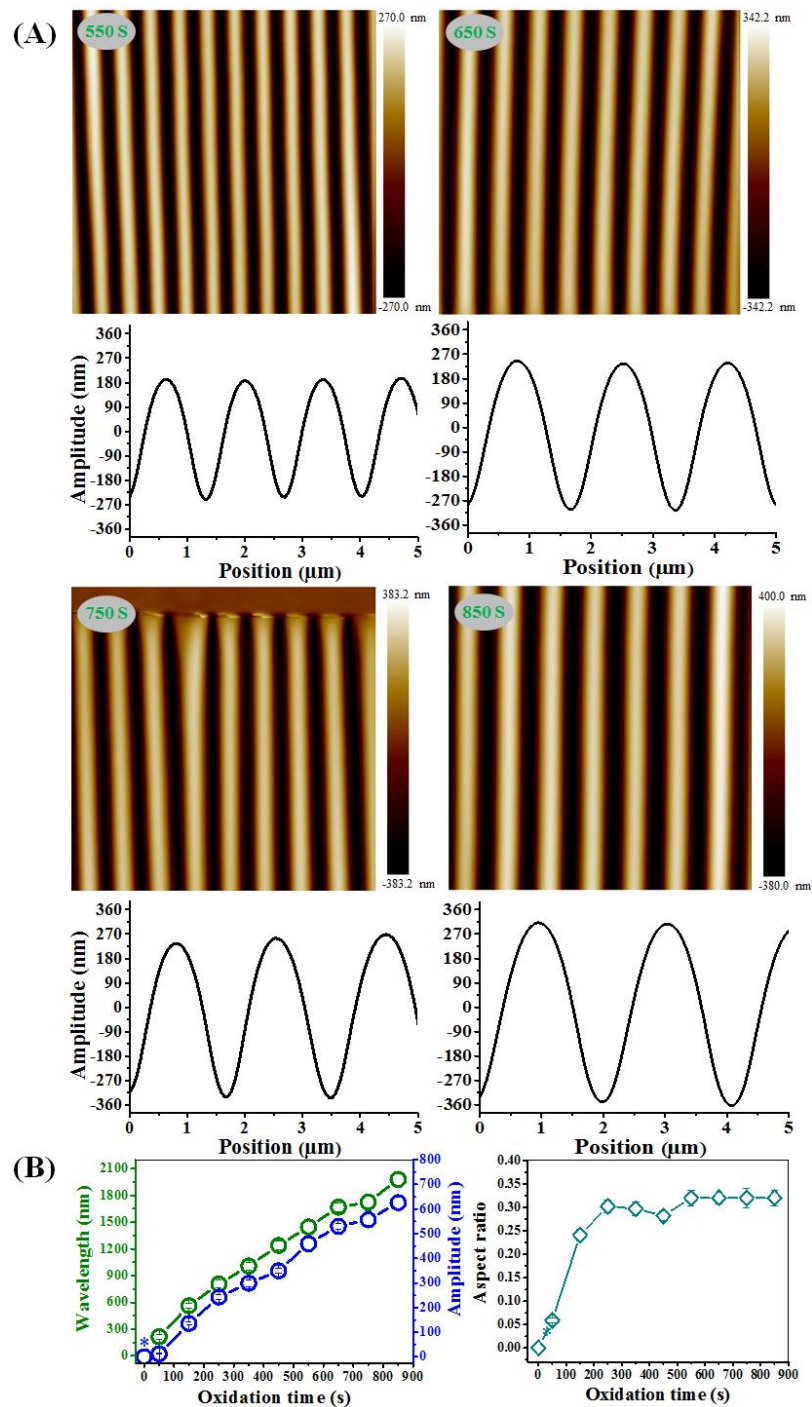 (A)
550 S
270.0 nm
-270.0 nm
650 S
342.2 nm
-342.2 nm
Amplitude (nm)
360
270
180
90
0
-90
-180
-270
-360
0 1 2 3 4 5
Position (μm)
360
270
180
90
0
-90
-180
-270
-360
0 1 2 3 4 5
Position (μm)
750 S
383.2 nm
-383.2 nm
850 S
400.0 nm
-380.0 nm
Amplitude (nm)
360
270
180
90
0
-90
-180
-270
-360
0 1 2 3 4 5
Position (μm)
360
270
180
90
0
-90
-180
-270
-360
0 1 2 3 4 5
Position (μm)
(B)
Wavelength (nm)
2100
1800
1500
1200
900
600
300
0
*
800
700
600
500
400
300
200
100
0
Amplitude (nm)
0 100 200 300 400 500 600 700 800 900
Oxidation time (s)
Aspect ratio
0.40
0.35
0.30
0.25
0.20
0.15
0.10
0.05
0.00
*
0 100 200 300 400 500 600 700 800 900
Oxidation time (s)